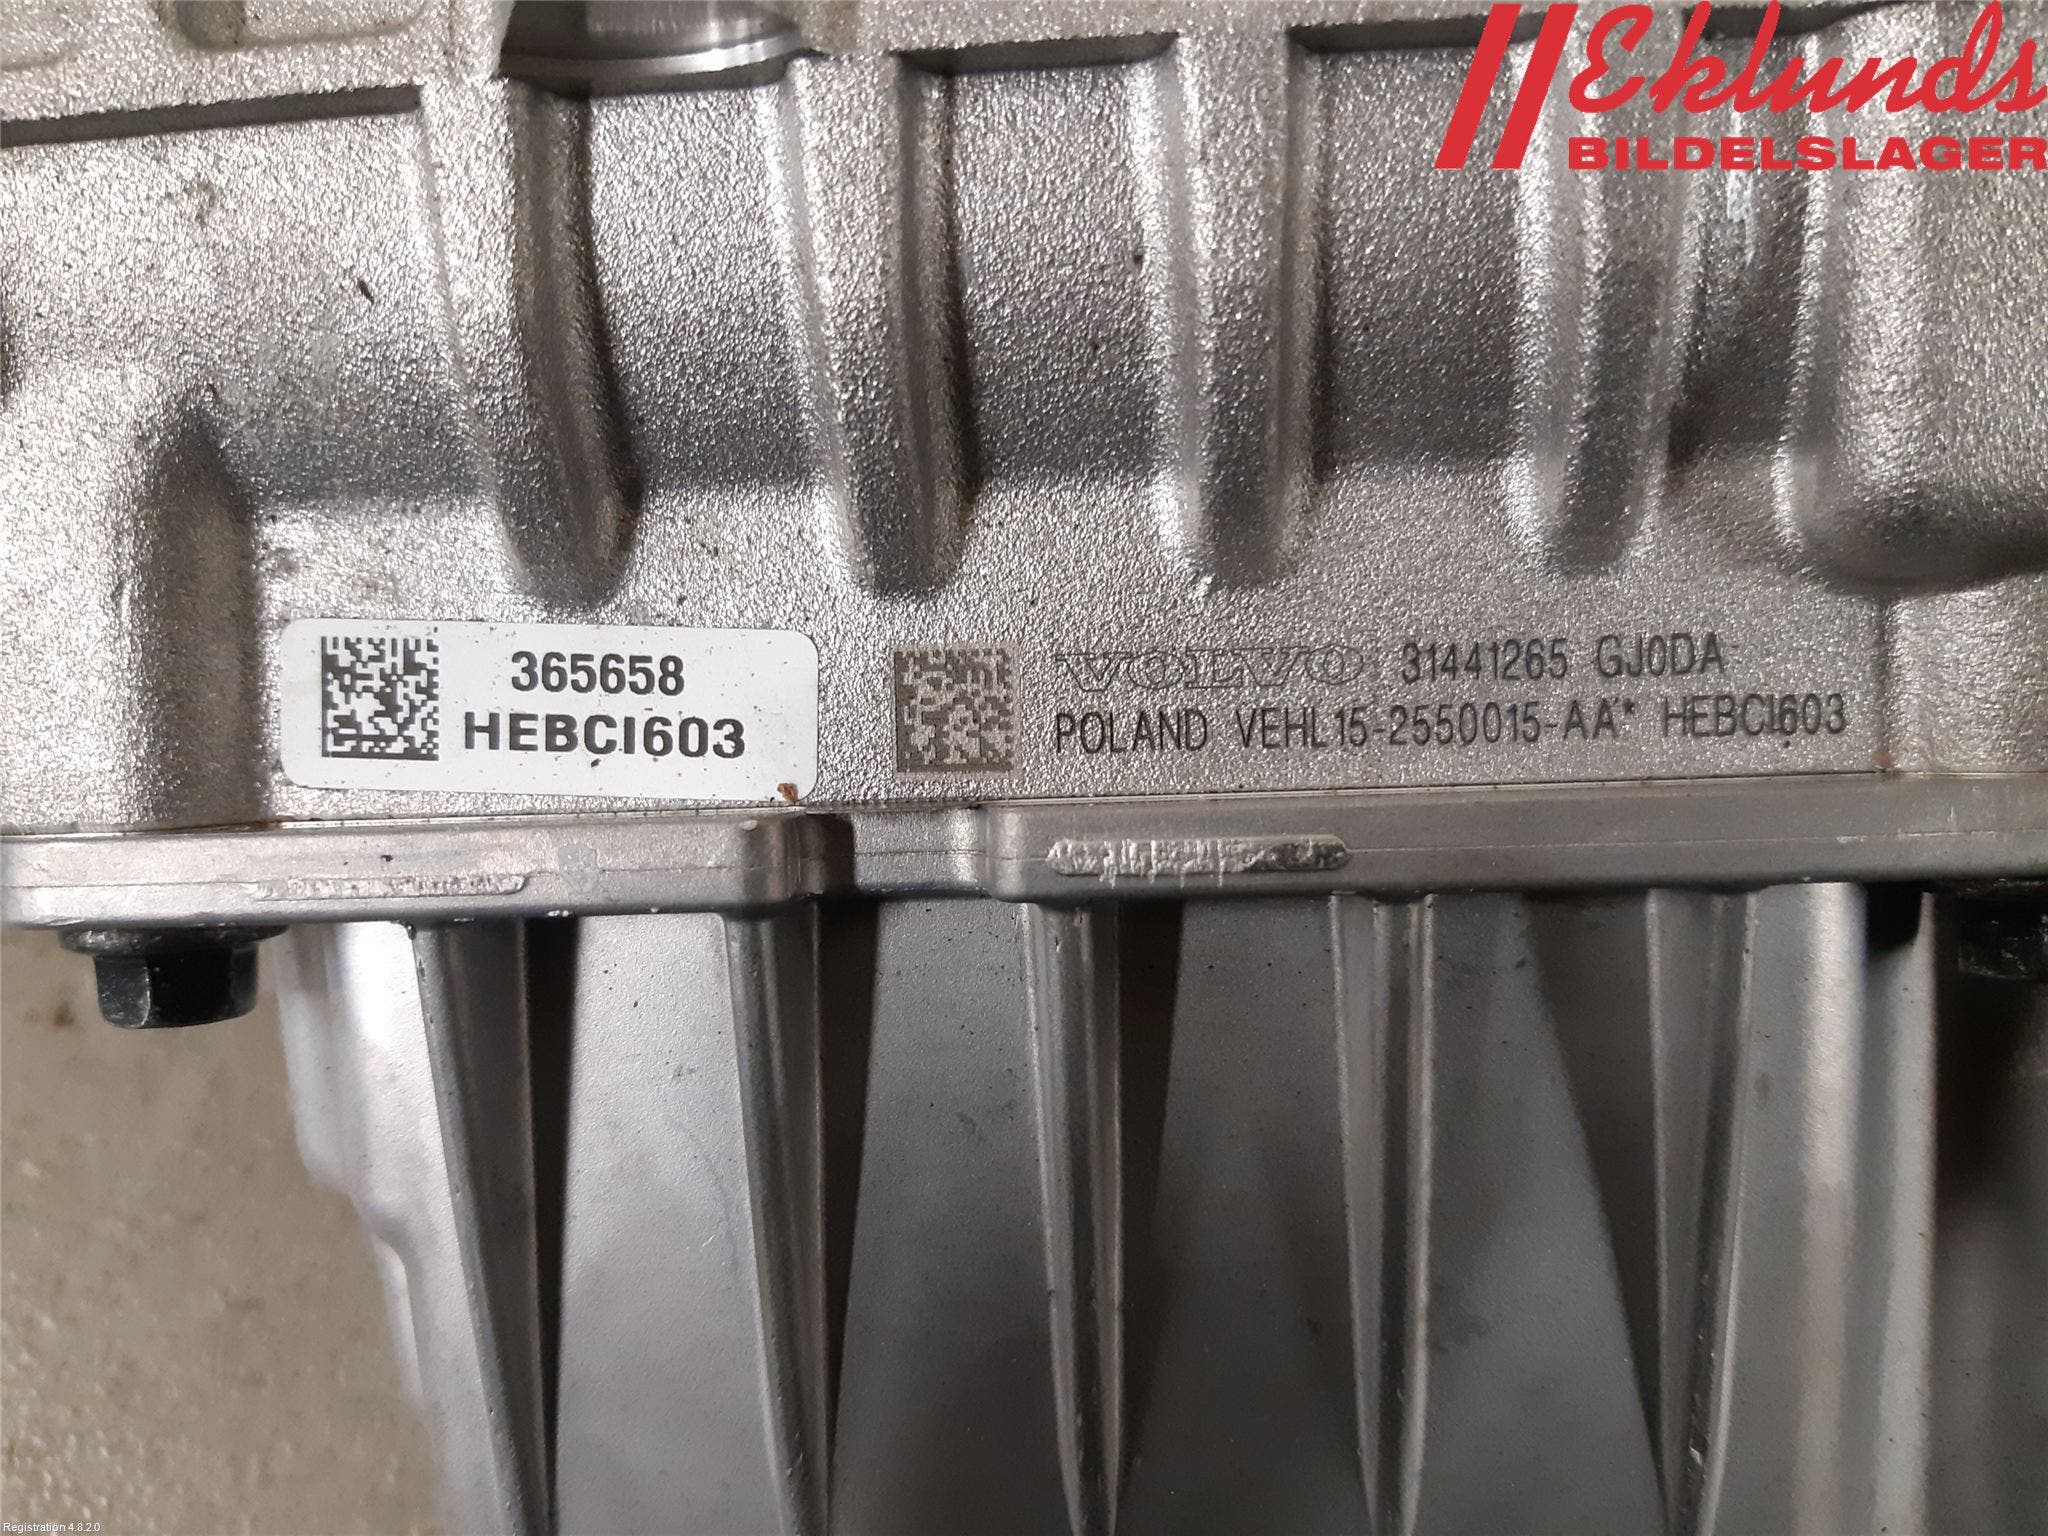 Eklunds
BILDELSLAGER
365658
HEBCI603
VOLVO 31441265 GJ0DA
POLAND VEHL15-2550015-AA** HEBCI603
Registration 4.8.2.0